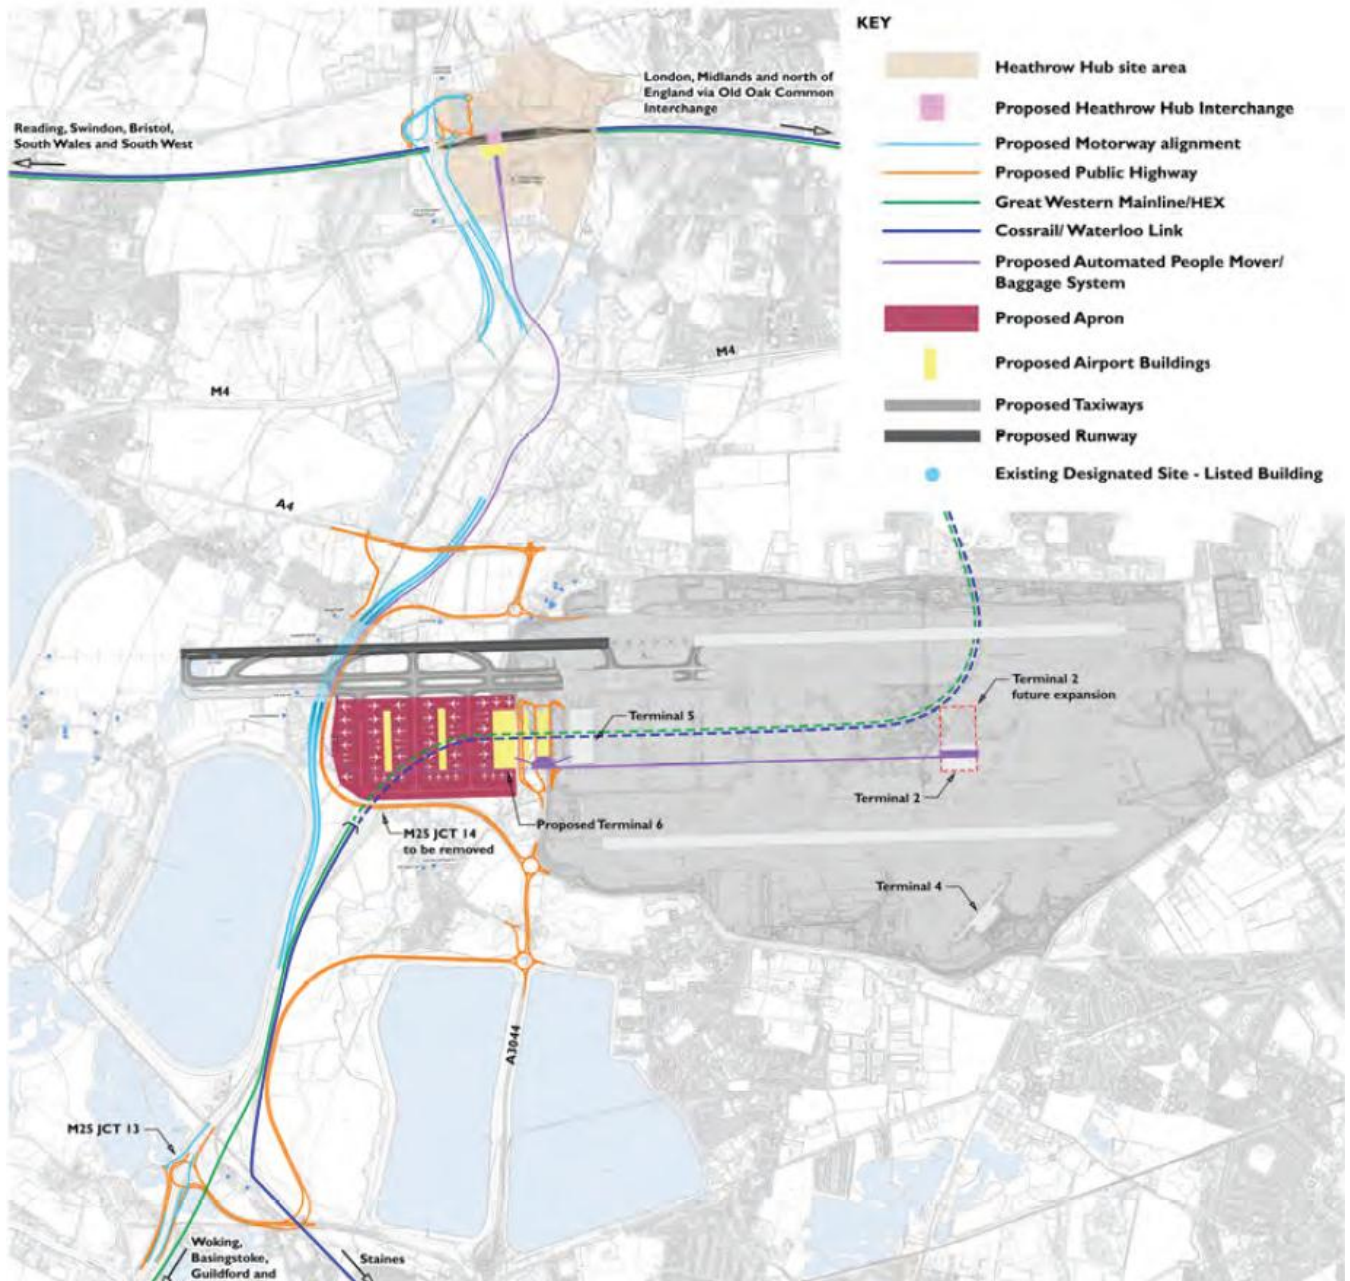 KEY
Heathrow Hub site area
Proposed Heathrow Hub Interchange
Proposed Motorway alignment
Proposed Public Highway
Great Western Mainline/HEX
Cossrail/ Waterloo Link
Proposed Automated People Mover/
Baggage System
Proposed Apron
Proposed Airport Buildings
Proposed Taxiways
Proposed Runway
Existing Designated Site - Listed Building
London, Midlands and north of
England via Old Oak Common
Interchange
Reading, Swindon, Bristol,
South Wales and South West
M4
M4
A4
Terminal 2
future expansion
Terminal 5
Terminal 2
Proposed Terminal 6
M25 JCT 14
to be removed
Terminal 4
A3044
M25 JCT 13
Woking,
Basingstoke,
Guildford and
Staines